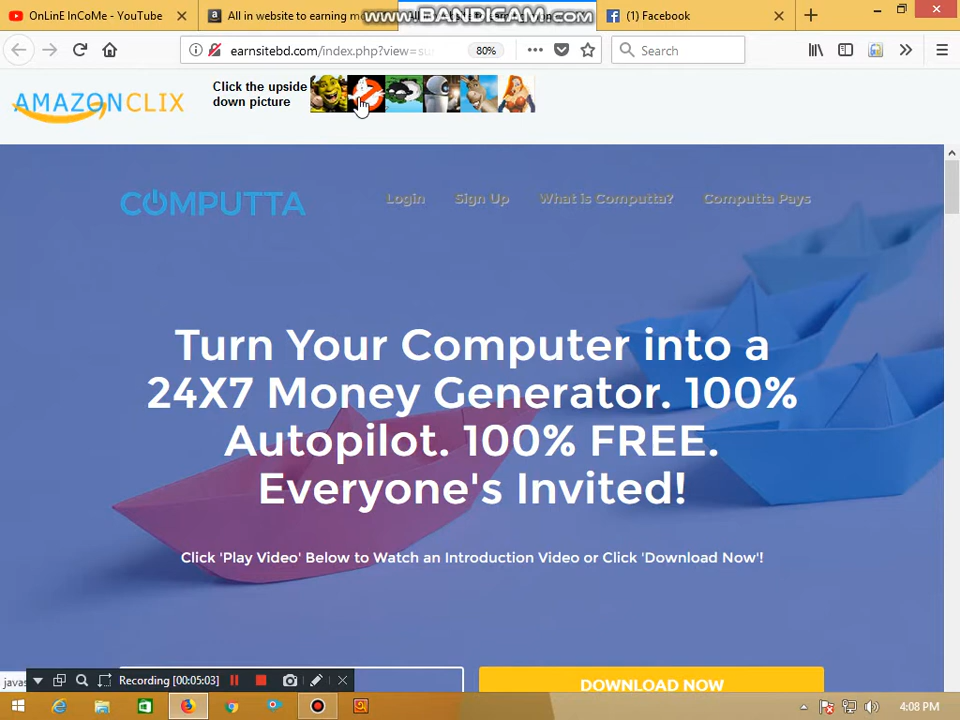 OnLinE InCoMe - YouTube
All in website to earning mo
(1) Facebook
WWW.BANDICAM.COM
earnsitebd.com/index.php?view=su
80%
Search
AMAZONCLIX
Click the upside
down picture
COMPUTTA
Login
Sign Up
What is Computta?
Computta Pays
Turn Your Computer into a
24X7 Money Generator. 100%
Autopilot. 100% FREE.
Everyone's Invited!
Click 'Play Video' Below to Watch an Introduction Video or Click 'Download Now'!
DOWNLOAD NOW
javas
Recording [00:05:03]
4:08 PM